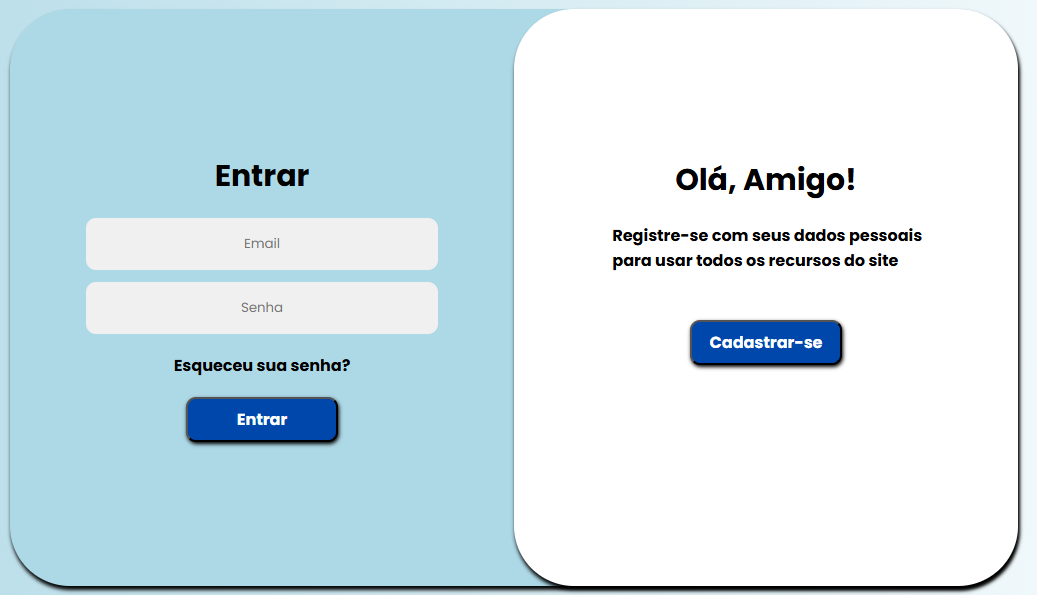 Entrar
Email
Senha
Esqueceu sua senha?
Entrar
Olá, Amigo!
Registre-se com seus dados pessoais
para usar todos os recursos do site
Cadastrar-se